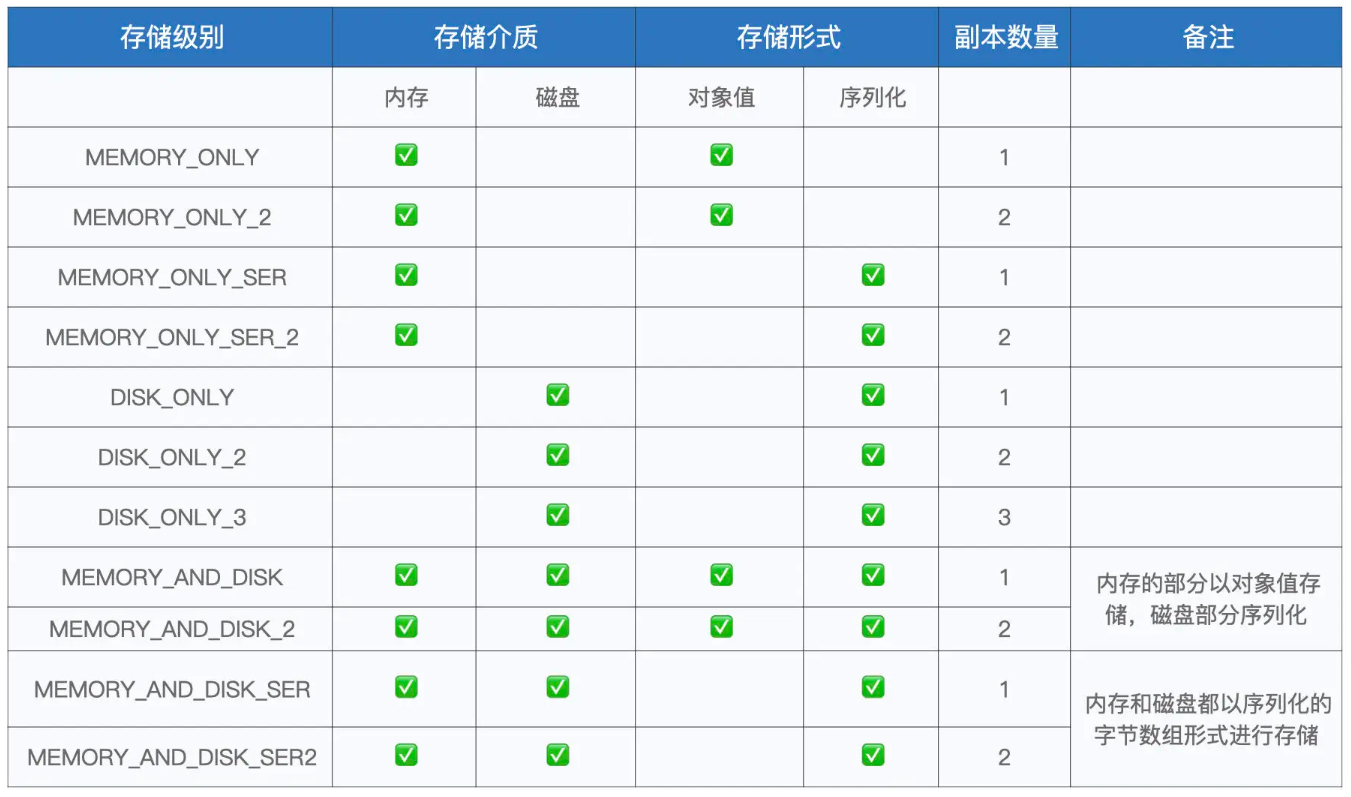 存储级别 存储介质 存储形式 副本数量 备注
内存 磁盘 对象值 序列化
MEMORY_ONLY ✅ ✅ 1
MEMORY_ONLY_2 ✅ ✅ 2
MEMORY_ONLY_SER ✅ ✅ 1
MEMORY_ONLY_SER_2 ✅ ✅ 2
DISK_ONLY ✅ ✅ 1
DISK_ONLY_2 ✅ ✅ 2
DISK_ONLY_3 ✅ ✅ 3
MEMORY_AND_DISK ✅ ✅ ✅ ✅ 1
MEMORY_AND_DISK_2 ✅ ✅ ✅ ✅ 2
内存的部分以对象值存
储，磁盘部分序列化
MEMORY_AND_DISK_SER ✅ ✅ ✅ 1
MEMORY_AND_DISK_SER2 ✅ ✅ ✅ 2
内存和磁盘都以序列化的
字节数组形式进行存储